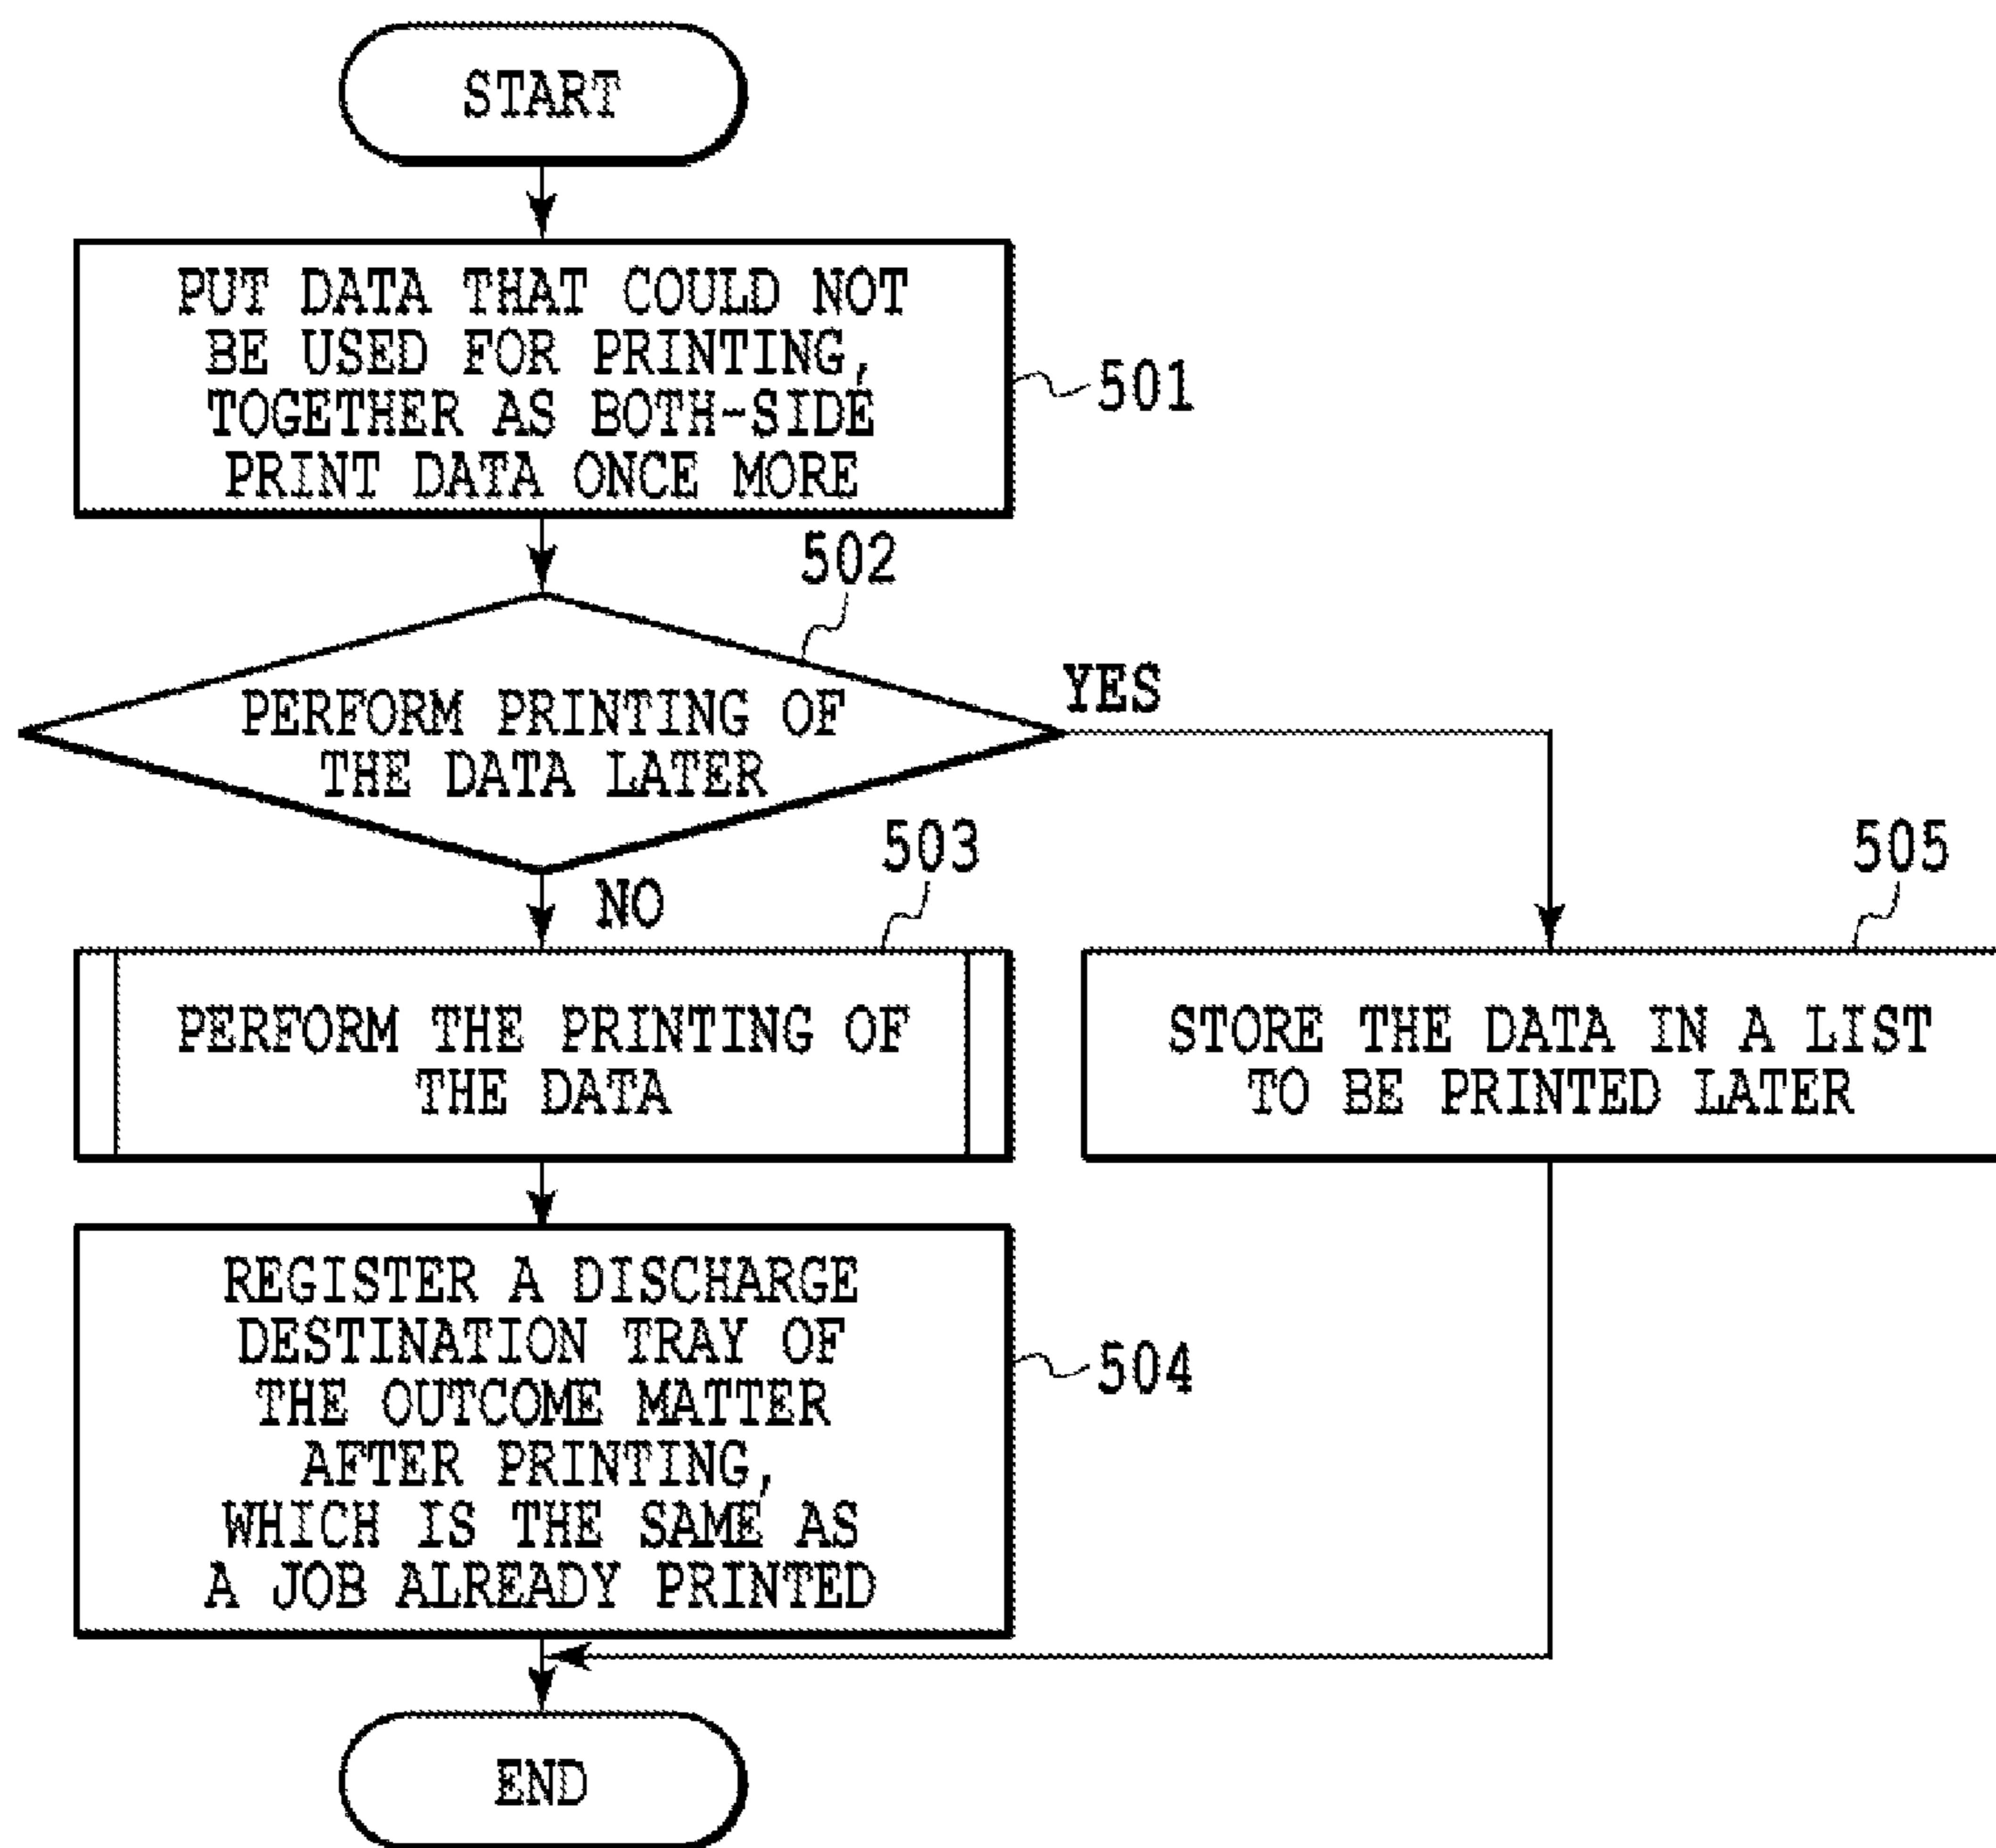 START
PUT DATA THAT COULD NOT
BE USED FOR PRINTING,
TOGETHER AS BOTH-SIDE
PRINT DATA ONCE MORE
501
502
PERFORM PRINTING OF
THE DATA LATER
YES
NO
503
PERFORM THE PRINTING OF
THE DATA
505
STORE THE DATA IN A LIST
TO BE PRINTED LATER
REGISTER A DISCHARGE
DESTINATION TRAY OF
THE OUTCOME MATTER
AFTER PRINTING,
WHICH IS THE SAME AS
A JOB ALREADY PRINTED
504
END